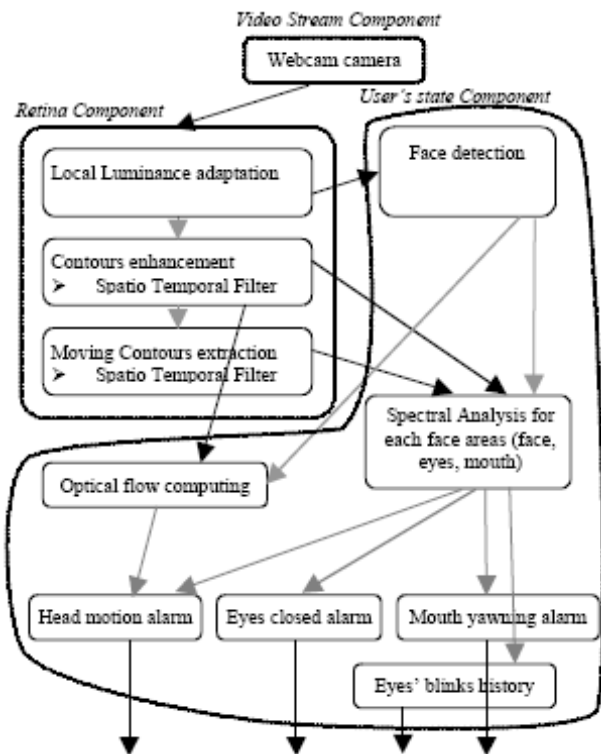 Video Stream Component
Webcam camera
Retina Component
User's state Component
Local Luminance adaptation
Face detection
Contours enhancement
➢ Spatio Temporal Filter
Moving Contours extraction
➢ Spatio Temporal Filter
Spectral Analysis for
each face areas (face,
eyes, mouth)
Optical flow computing
Head motion alarm
Eyes closed alarm
Mouth yawning alarm
Eyes' blinks history